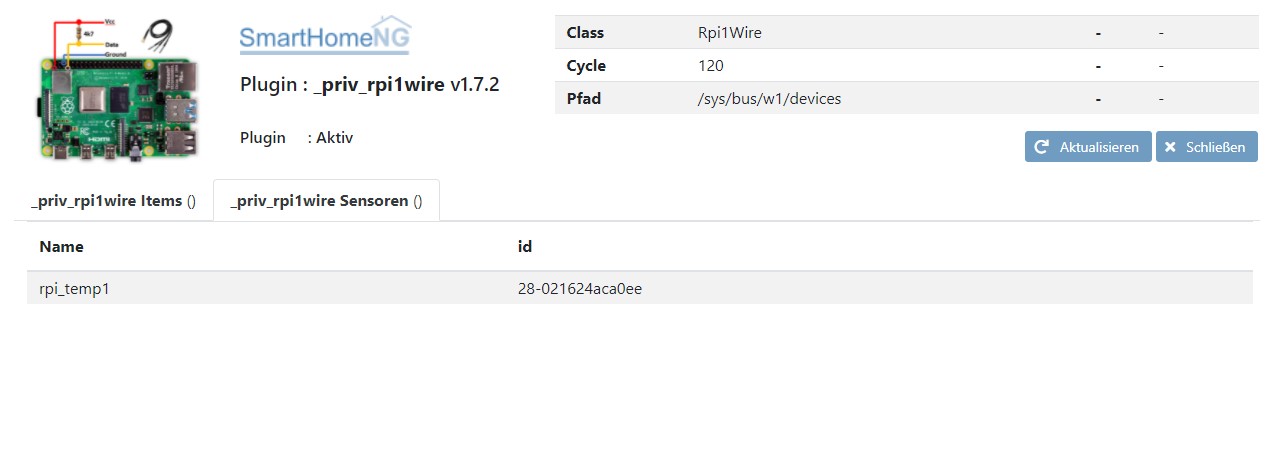 Vcc
4k7
Data
Ground
SmartHomeNG
Plugin : _priv_rpi1wire v1.7.2
Plugin : Aktiv
Class Rpi1Wire - -
Cycle 120 - -
Pfad /sys/bus/w1/devices - -
Aktualisieren Schließen
_priv_rpi1wire Items () _priv_rpi1wire Sensoren ()
Name id
rpi_temp1 28-021624aca0ee